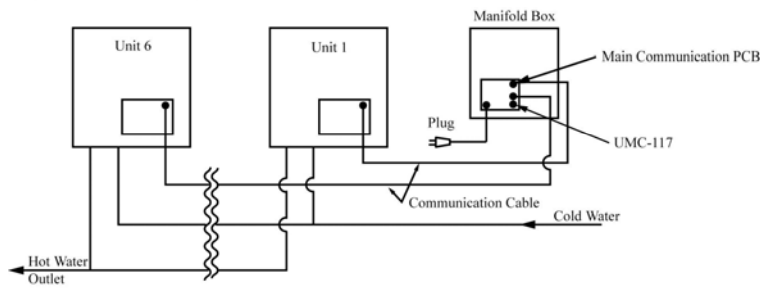 Manifold Box
Unit 6
Unit 1
Main Communication PCB
Plug
UMC-117
Communication Cable
Cold Water
Hot Water
Outlet